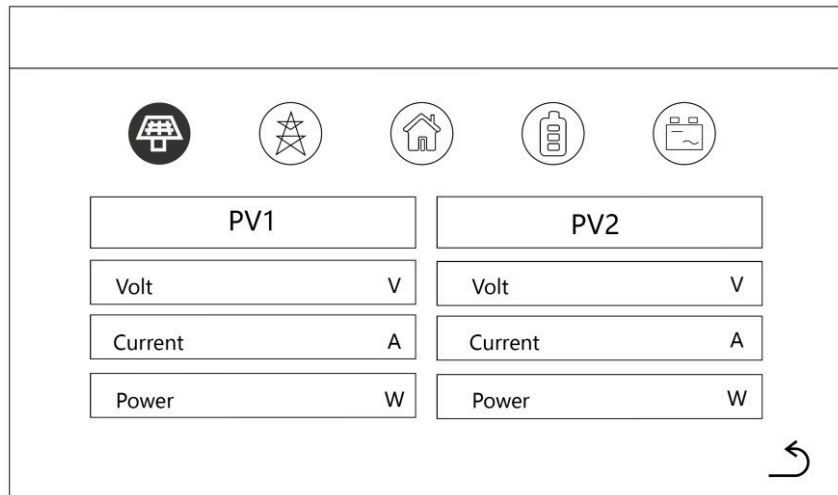 PV1 PV2
Volt V Volt V
Current A Current A
Power W Power W